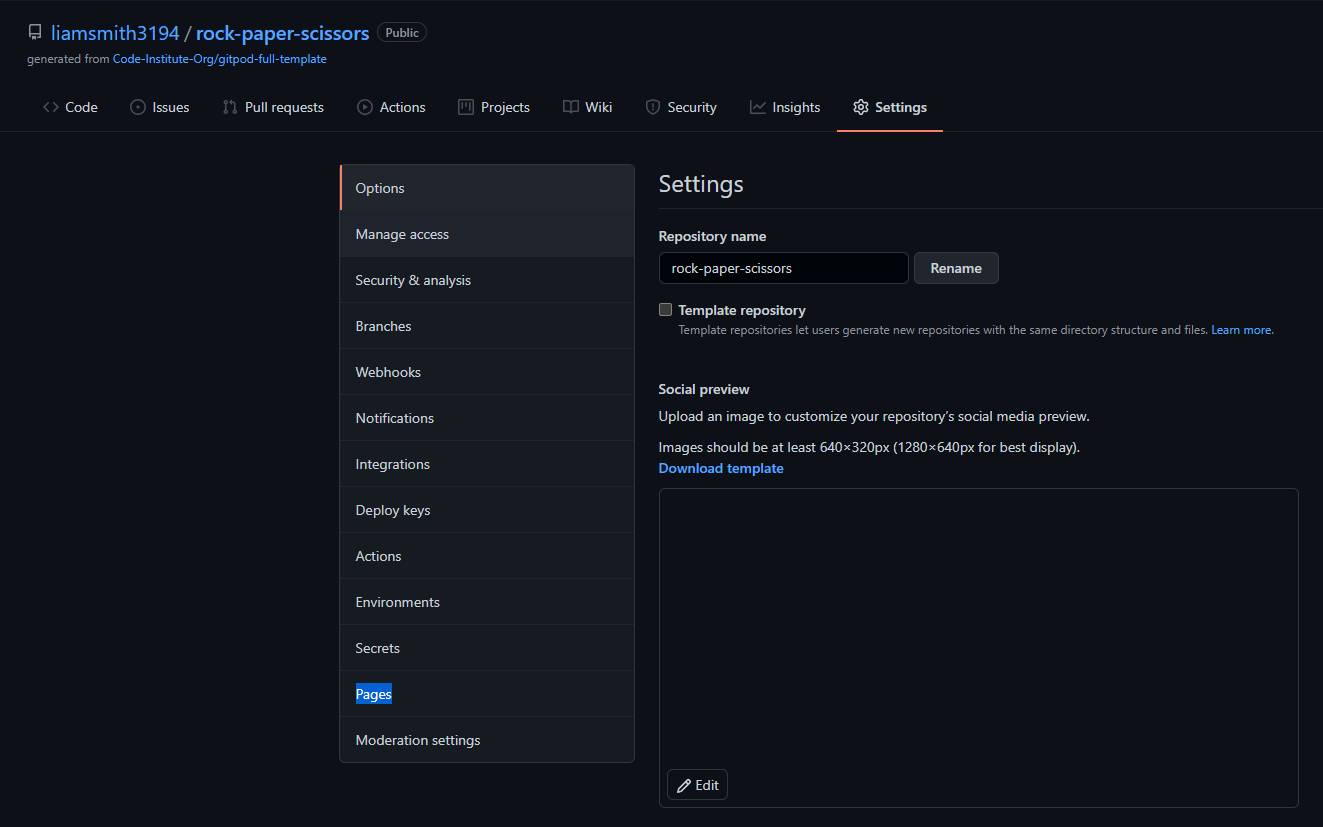 liamsmith3194 / rock-paper-scissors Public
generated from Code-Institute-Org/gitpod-full-template
Code Issues Pull requests Actions Projects Wiki Security Insights Settings
Options
Manage access
Security & analysis
Branches
Webhooks
Notifications
Integrations
Deploy keys
Actions
Environments
Secrets
Pages
Moderation settings
Settings
Repository name
rock-paper-scissors Rename
Template repository
Template repositories let users generate new repositories with the same directory structure and files. Learn more.
Social preview
Upload an image to customize your repository’s social media preview.
Images should be at least 640×320px (1280×640px for best display).
Download template
Edit